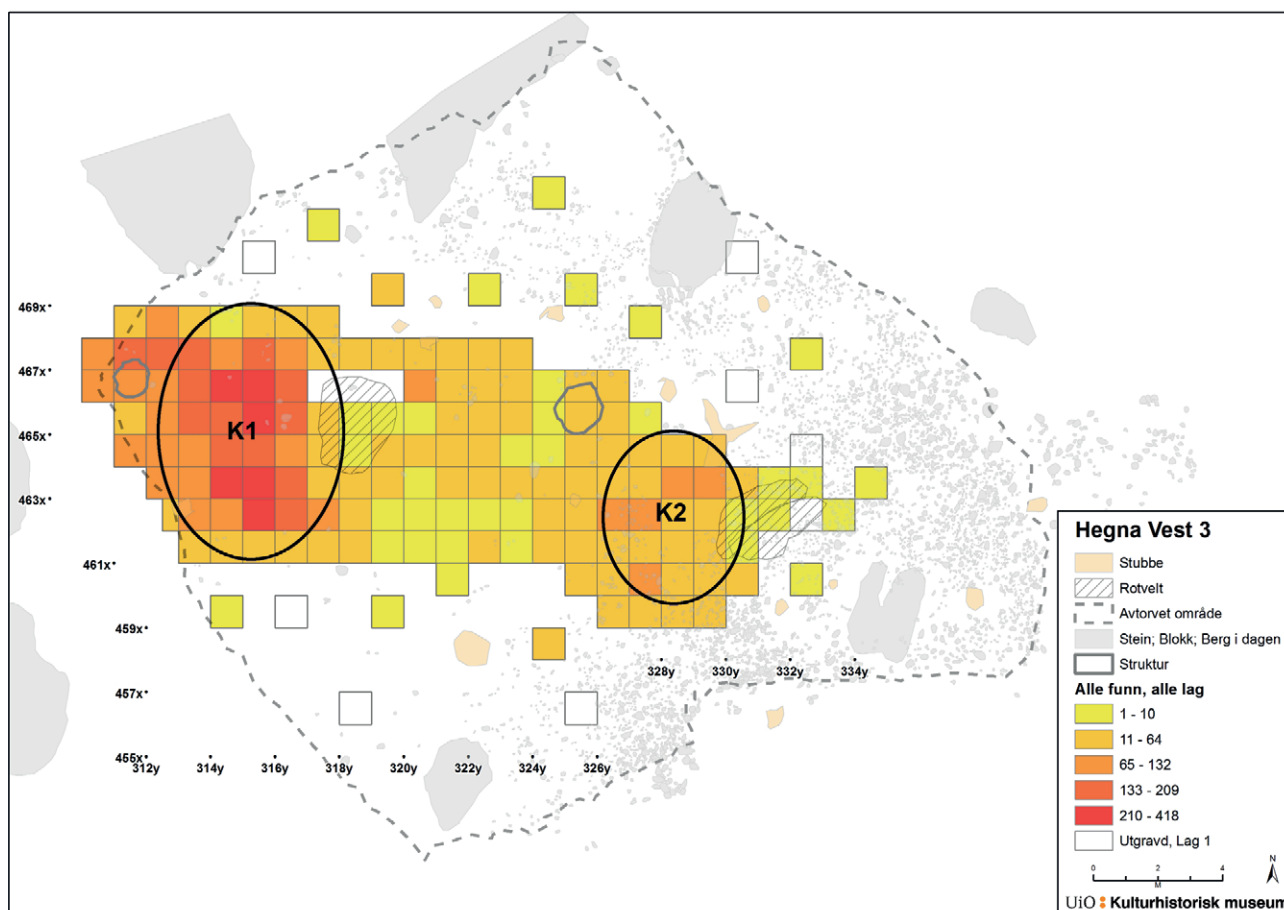 469x
467x
465x
463x
461x
459x
457x
455x
K1
K2
328y 330y 332y 334y
312y 314y 316y 318y 320y 322y 324y 326y
Hegna Vest 3
Stubbe
Rotvelt
Avtorvet område
Stein; Blokk; Berg i dagen
Struktur
Alle funn, alle lag
1 - 10
11 - 64
65 - 132
133 - 209
210 - 418
Utgravd, Lag 1
0 2 4
M
N
UiO Kulturhistorisk museum